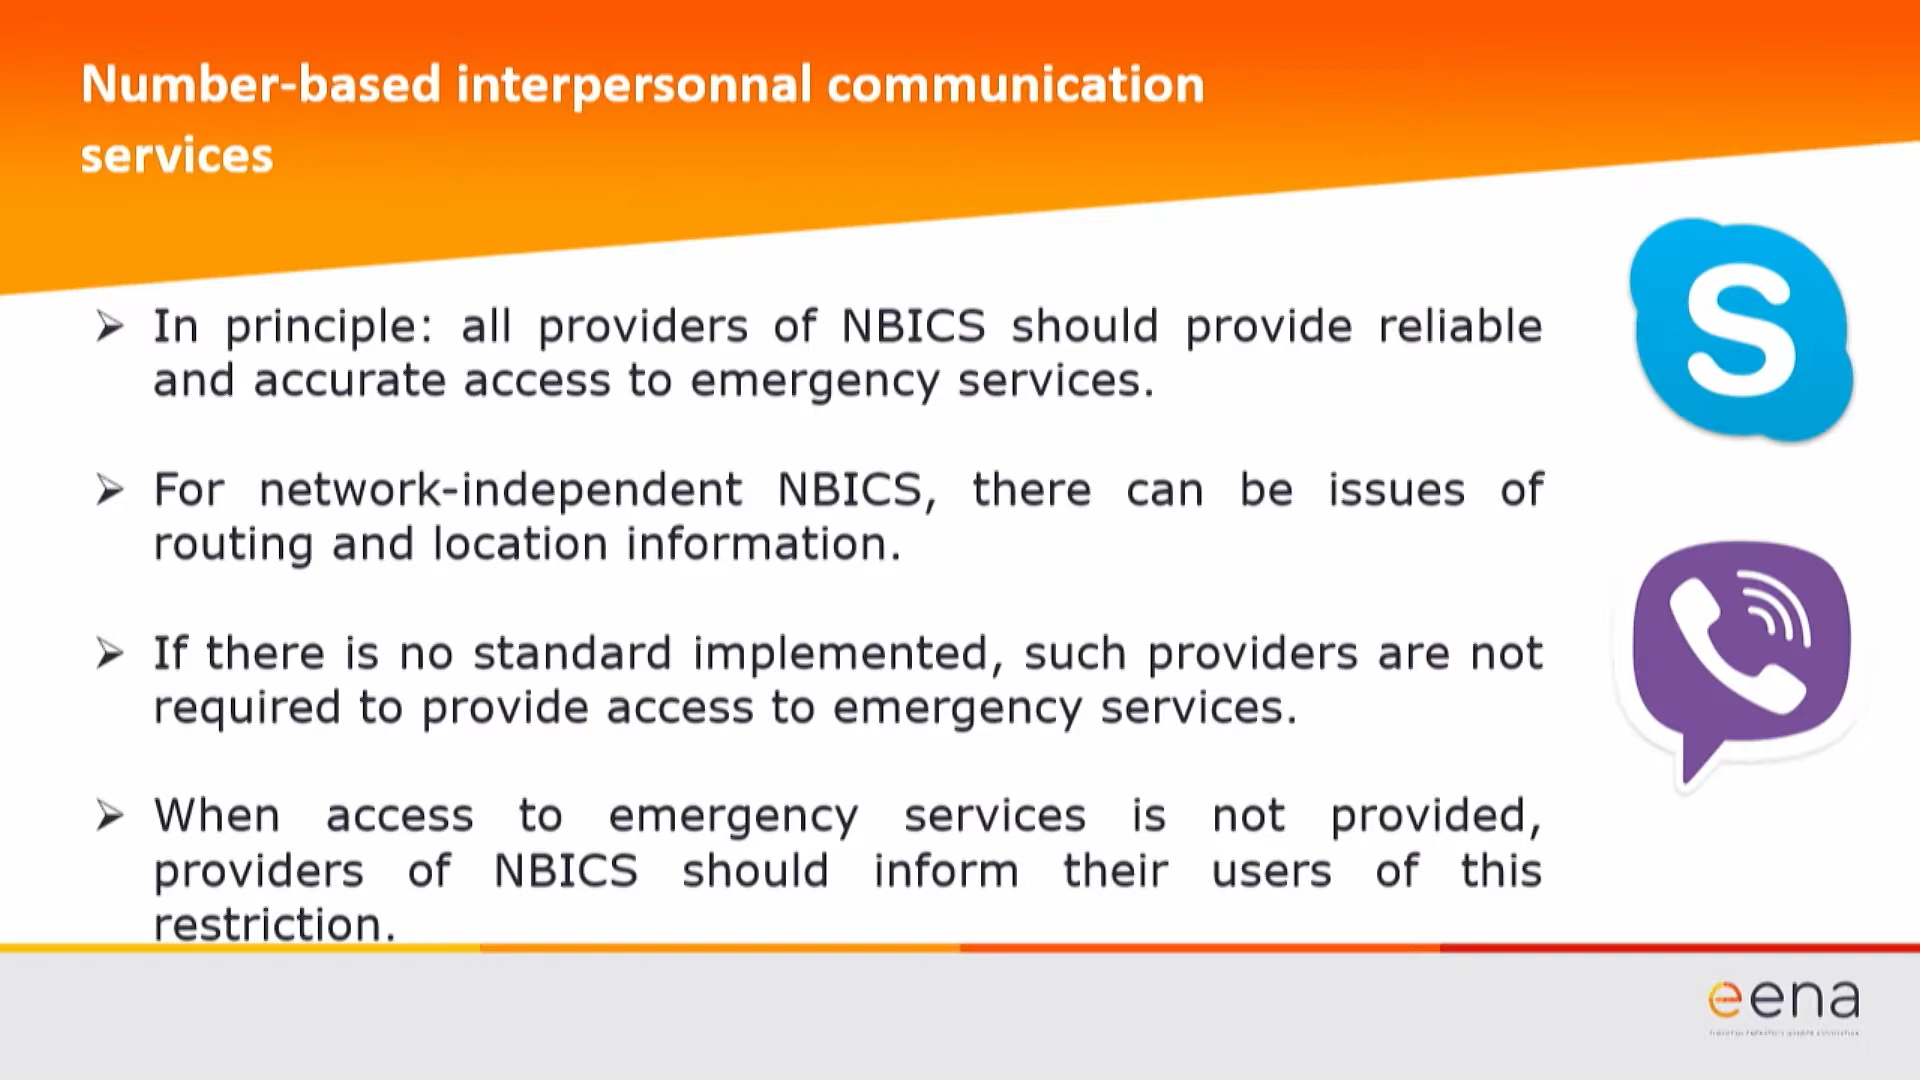 Number-based interpersonnal communication
services
In principle: all providers of NBICS should provide reliable
and accurate access to emergency services.
For network-independent NBICS, there can be issues of
routing and location information.
If there is no standard implemented, such providers are not
required to provide access to emergency services.
When access to emergency services is not provided,
providers of NBICS should inform their users of this
restriction.
S
eena